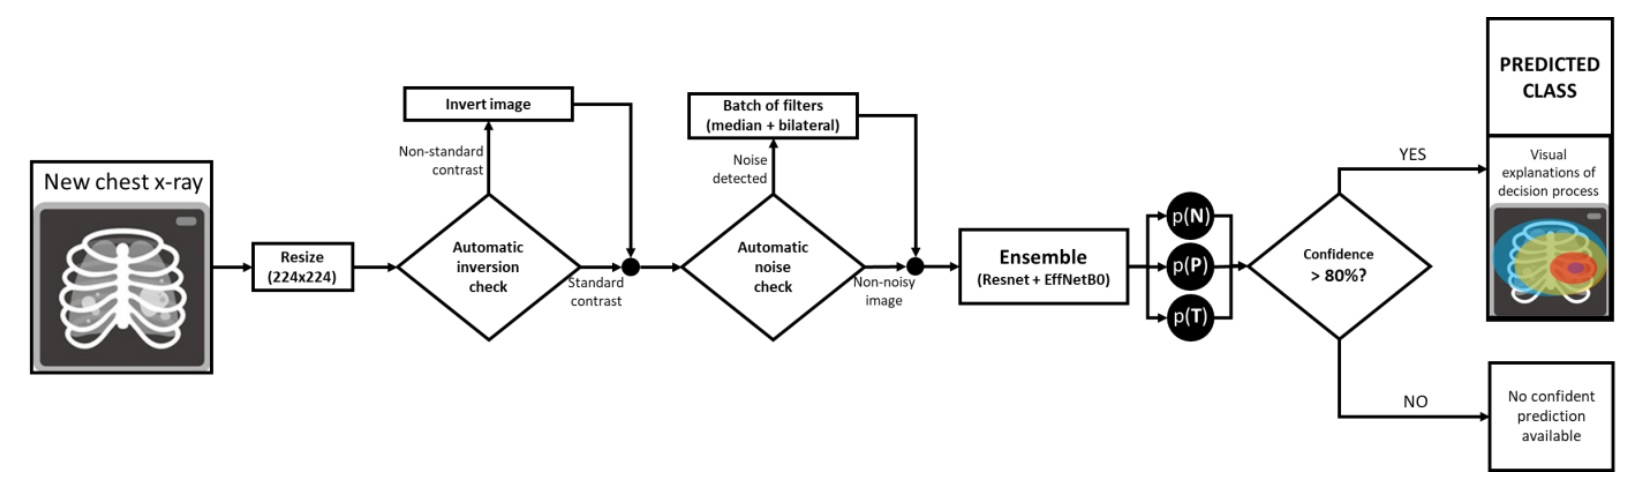 New chest x-ray
Resize
(224x224)
Invert image
Non-standard
contrast
Automatic
inversion
check
Standard
contrast
Batch of filters
(median + bilateral)
Noise
detected
Automatic
noise
check
Non-noisy
image
Ensemble
(Resnet + EffNetB0)
p(N)
p(P)
p(T)
Confidence
> 80%?
YES
NO
PREDICTED
CLASS
Visual
explanations of
decision process
No confident
prediction
available